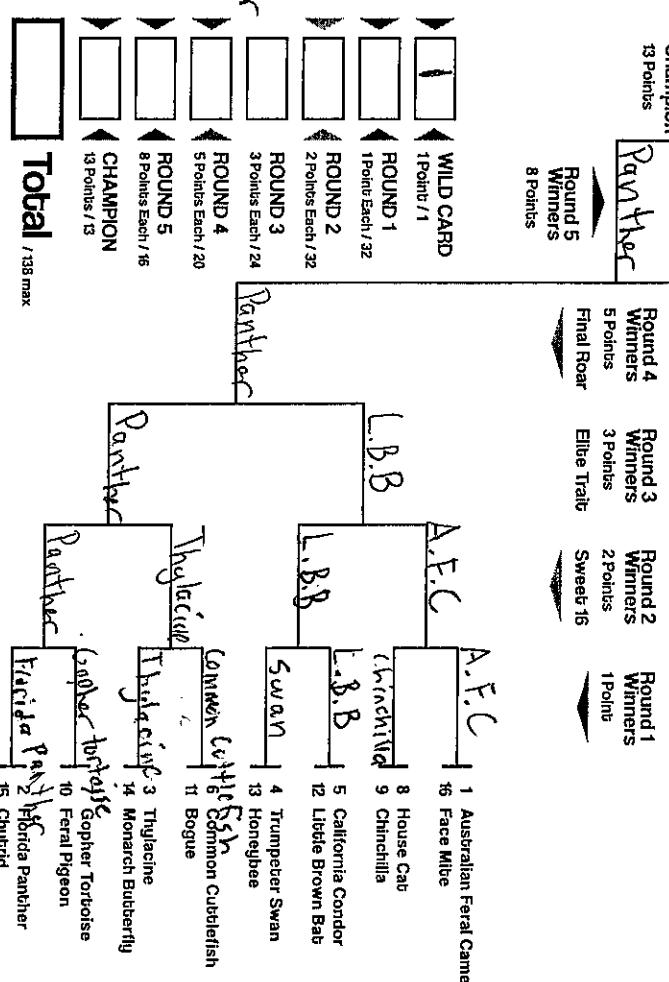 Champion
13 Points
Panther
Round 5
Winners
8 Points
Round 4
Winners
5 Points
Final Roar
Round 3
Winners
3 Points
Elite Trait
Round 2
Winners
2 Points
Sweet 16
Round 1
Winners
1 Point
1
WILD CARD
1 Point / 1
ROUND 1
1 Point Each / 32
ROUND 2
2 Points Each / 32
ROUND 3
3 Points Each / 24
ROUND 4
5 Points Each / 20
ROUND 5
8 Points Each / 16
CHAMPION
13 Points / 13
Total / 138 max
Panther
L.B.B
Panther
A.F.C
L.B.B
Thylacine
Panther
A.F.C
chinchilla
L.B.B
Swan
Common Cuttlefish
Thylacine
Gopher tortoise
Florida Panther
1 Australian Feral Came
16 Face Mite
8 House Cat
9 Chinchilla
5 California Condor
12 Little Brown Bat
4 Trumpeter Swan
13 Honeybee
6 Common Cuttlefish
11 Bogue
3 Thylacine
14 Monarch Butterfly
Gopher Tortoise
10 Feral Pigeon
2 Florida Panther
15 Chytrid